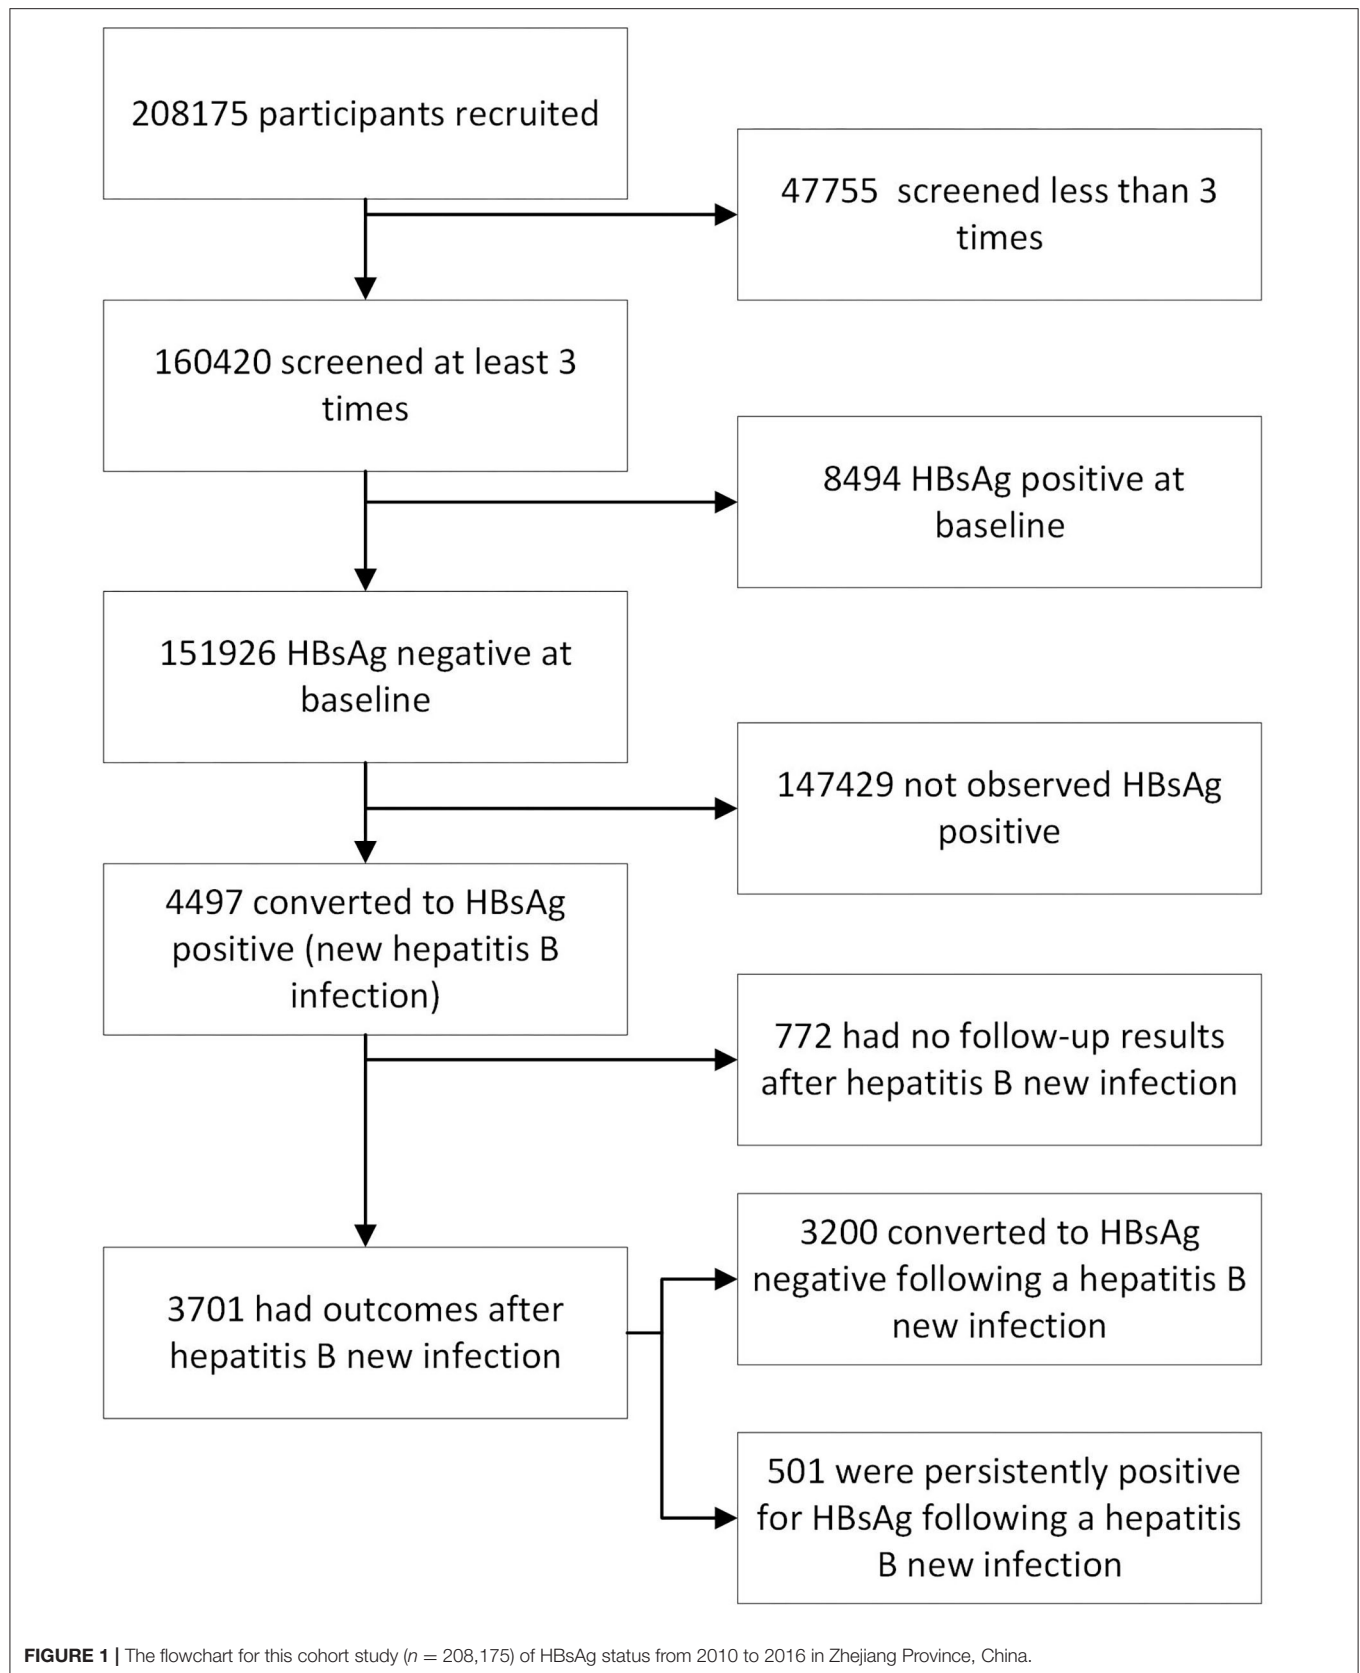 208175 participants recruited
47755 screened less than 3
times
160420 screened at least 3
times
8494 HBsAg positive at
baseline
151926 HBsAg negative at
baseline
147429 not observed HBsAg
positive
4497 converted to HBsAg
positive (new hepatitis B
infection)
772 had no follow-up results
after hepatitis B new infection
3200 converted to HBsAg
negative following a hepatitis B
new infection
3701 had outcomes after
hepatitis B new infection
501 were persistently positive
for HBsAg following a hepatitis
B new infection
FIGURE 1 | The flowchart for this cohort study (n = 208,175) of HBsAg status from 2010 to 2016 in Zhejiang Province, China.